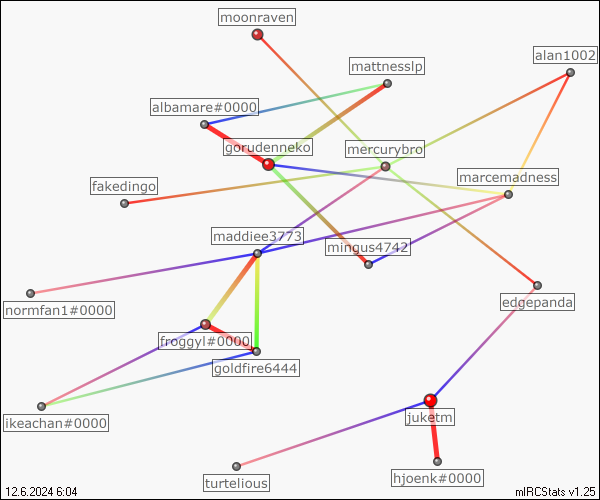 moonraven
alan1002
mattnesslp
albamare#0000
gorudenneko
mercurybro
marcemadness
fakedingo
maddiee3773
mingus4742
normfan1#0000
edgepanda
froggyl#0000
goldfire6444
ikeachan#0000
juketm
turtelious
hjoenk#0000
12.6.2024 6:04
mIRCStats v1.25